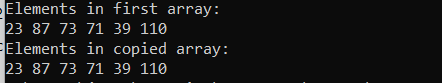 Elements in first array:
23 87 73 71 39 110
Elements in copied array:
23 87 73 71 39 110